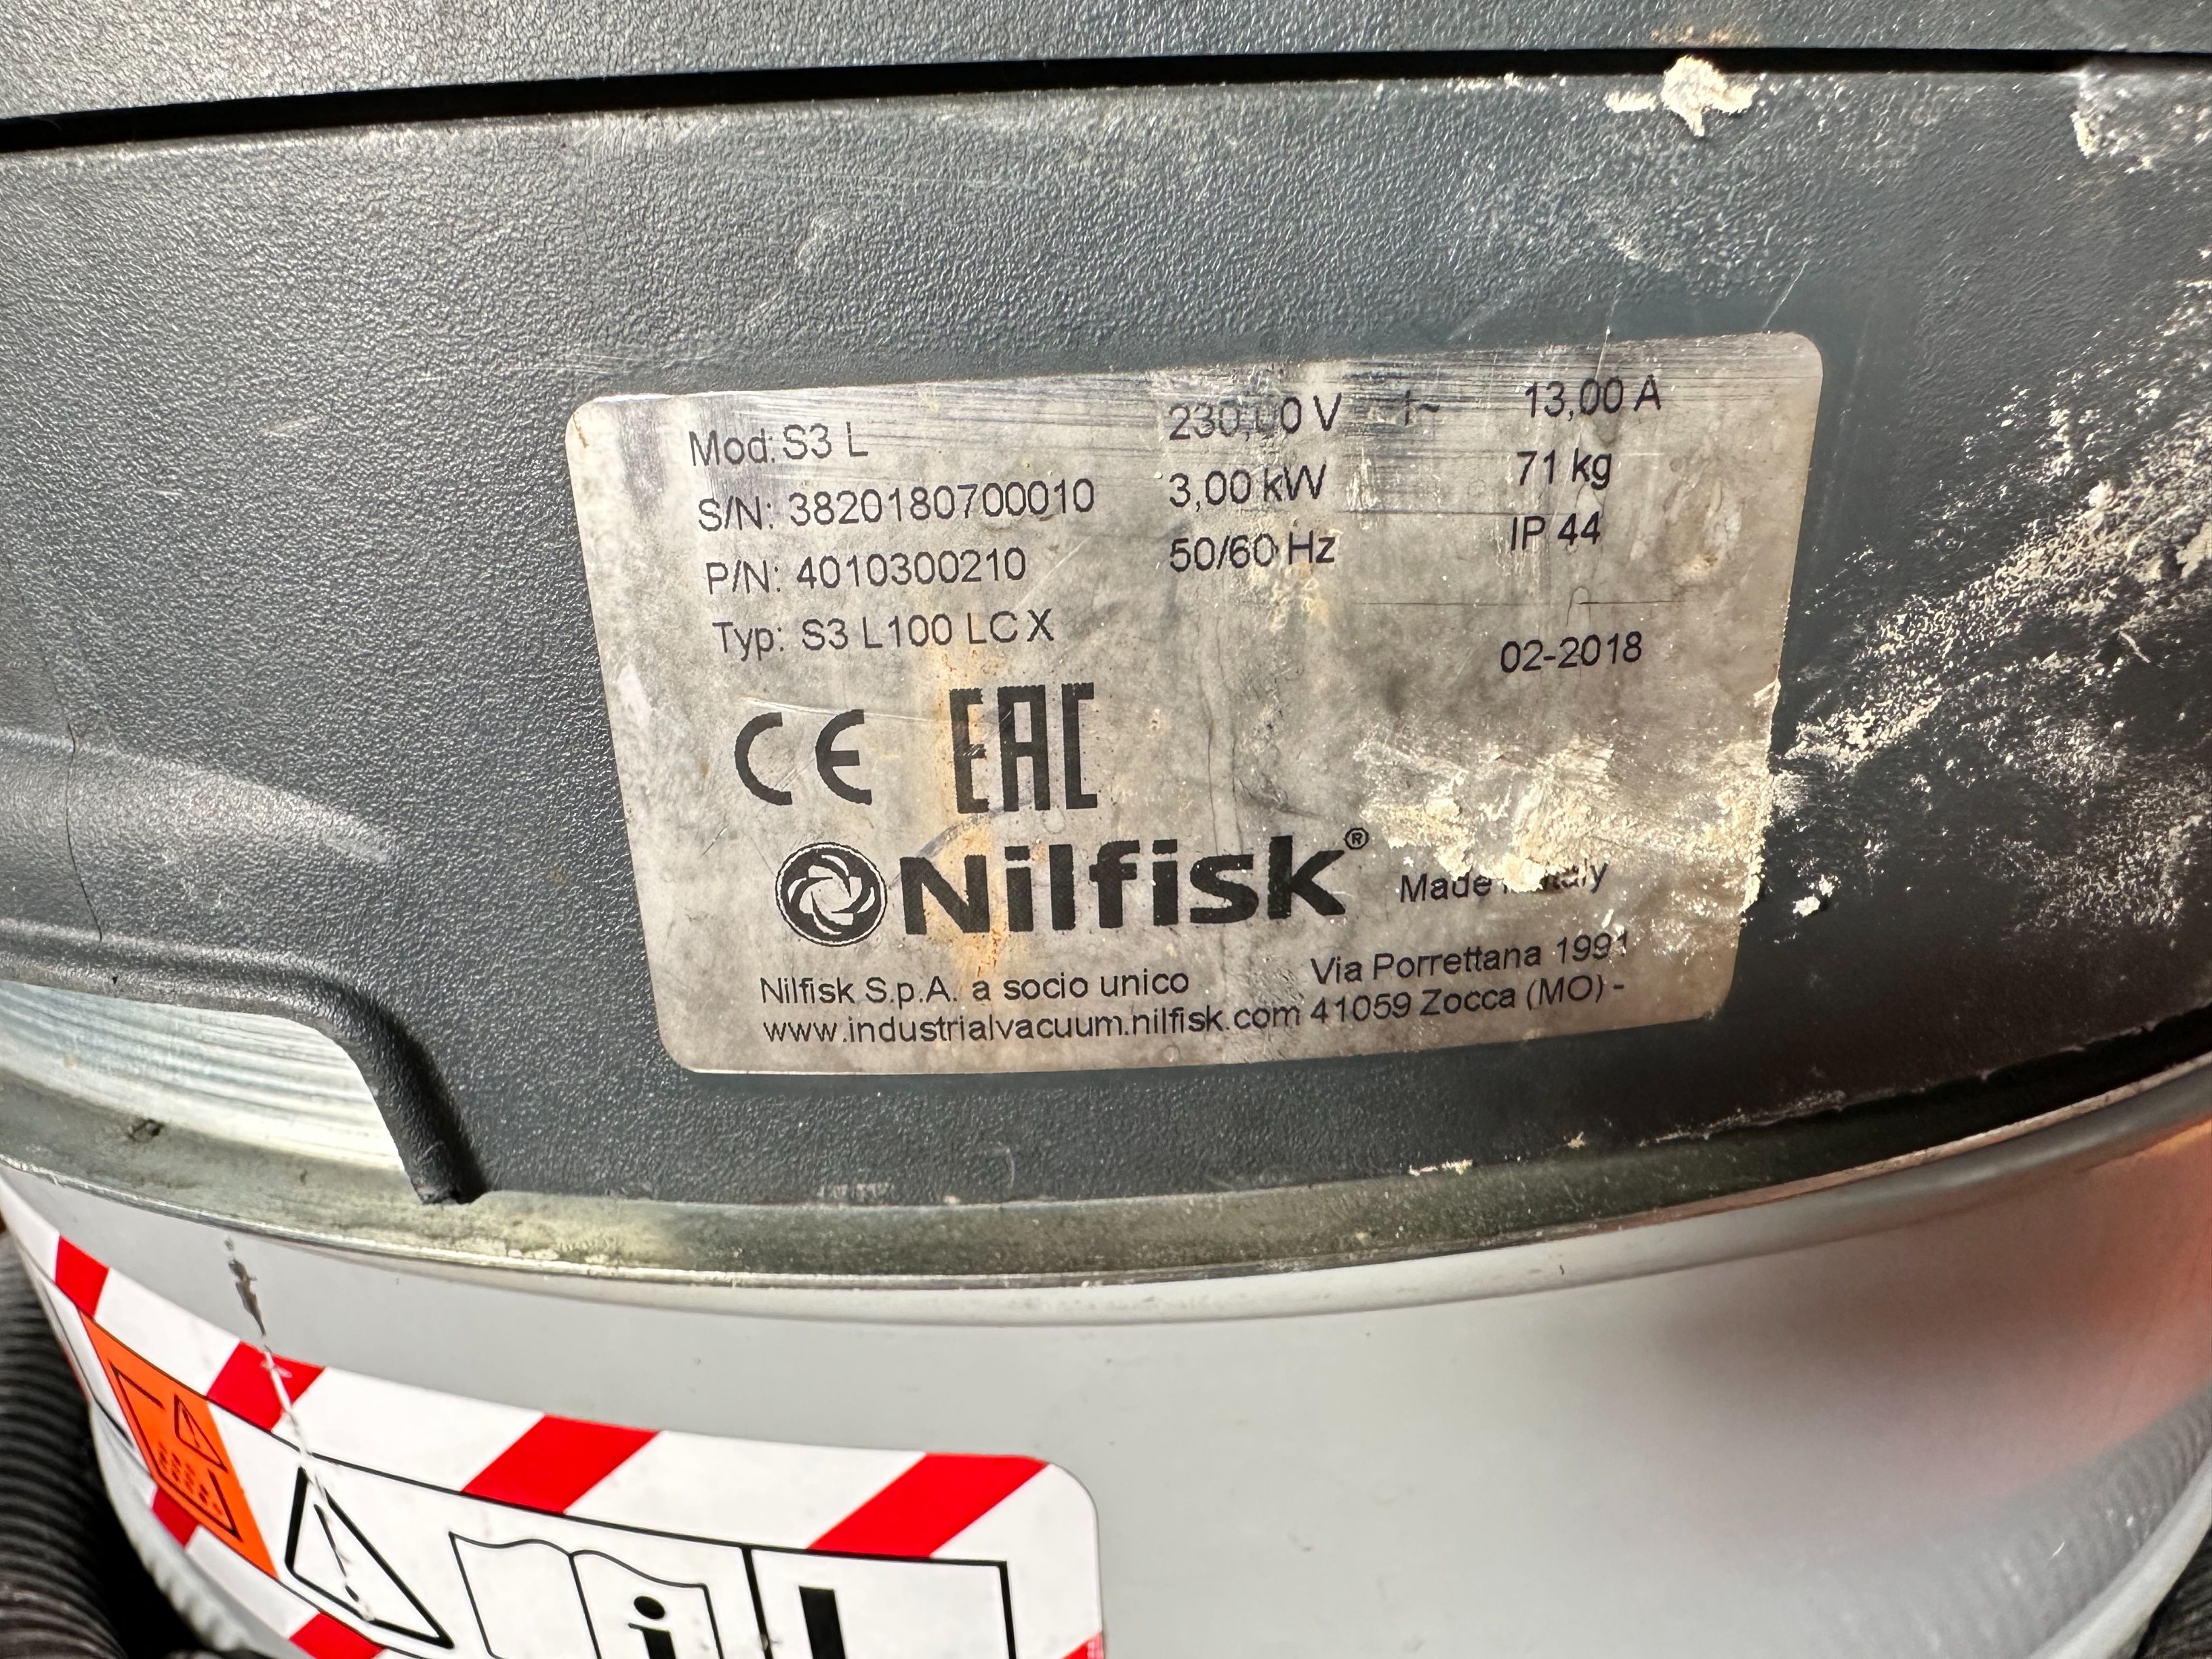 Mod: S3 L 230,00 V 1~ 13,00 A
S/N: 3820180700010 3,00 kW 71 kg
P/N: 4010300210 50/60 Hz IP 44
Typ: S3 L100 LC X 02-2018
CE EAC
Nilfisk® Made Italy
Nilfisk S.p.A. a socio unico Via Porrettana 1991
www.industrialvacuum.nilfisk.com 41059 Zocca (MO) -
i L